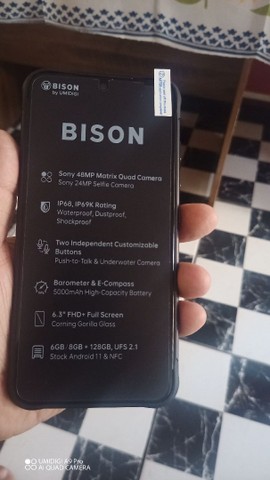 BISON
by UMIDIGI
BISON
Sony 48MP Matrix Quad Camera
Sony 24MP Selfie Camera
IP68, IP69K Rating
Waterproof, Dustproof,
Shockproof
Two Independent Customizable
Buttons
Push-to-Talk & Underwater Camera
Barometer & E-Compass
5000mAh High-Capacity Battery
6.3" FHD+ Full Screen
Corning Gorilla Glass
6GB / 8GB + 128GB, UFS 2.1
Stock Android 11 & NFC
UMIDIGI A9 Pro
AI QUAD CAMERA